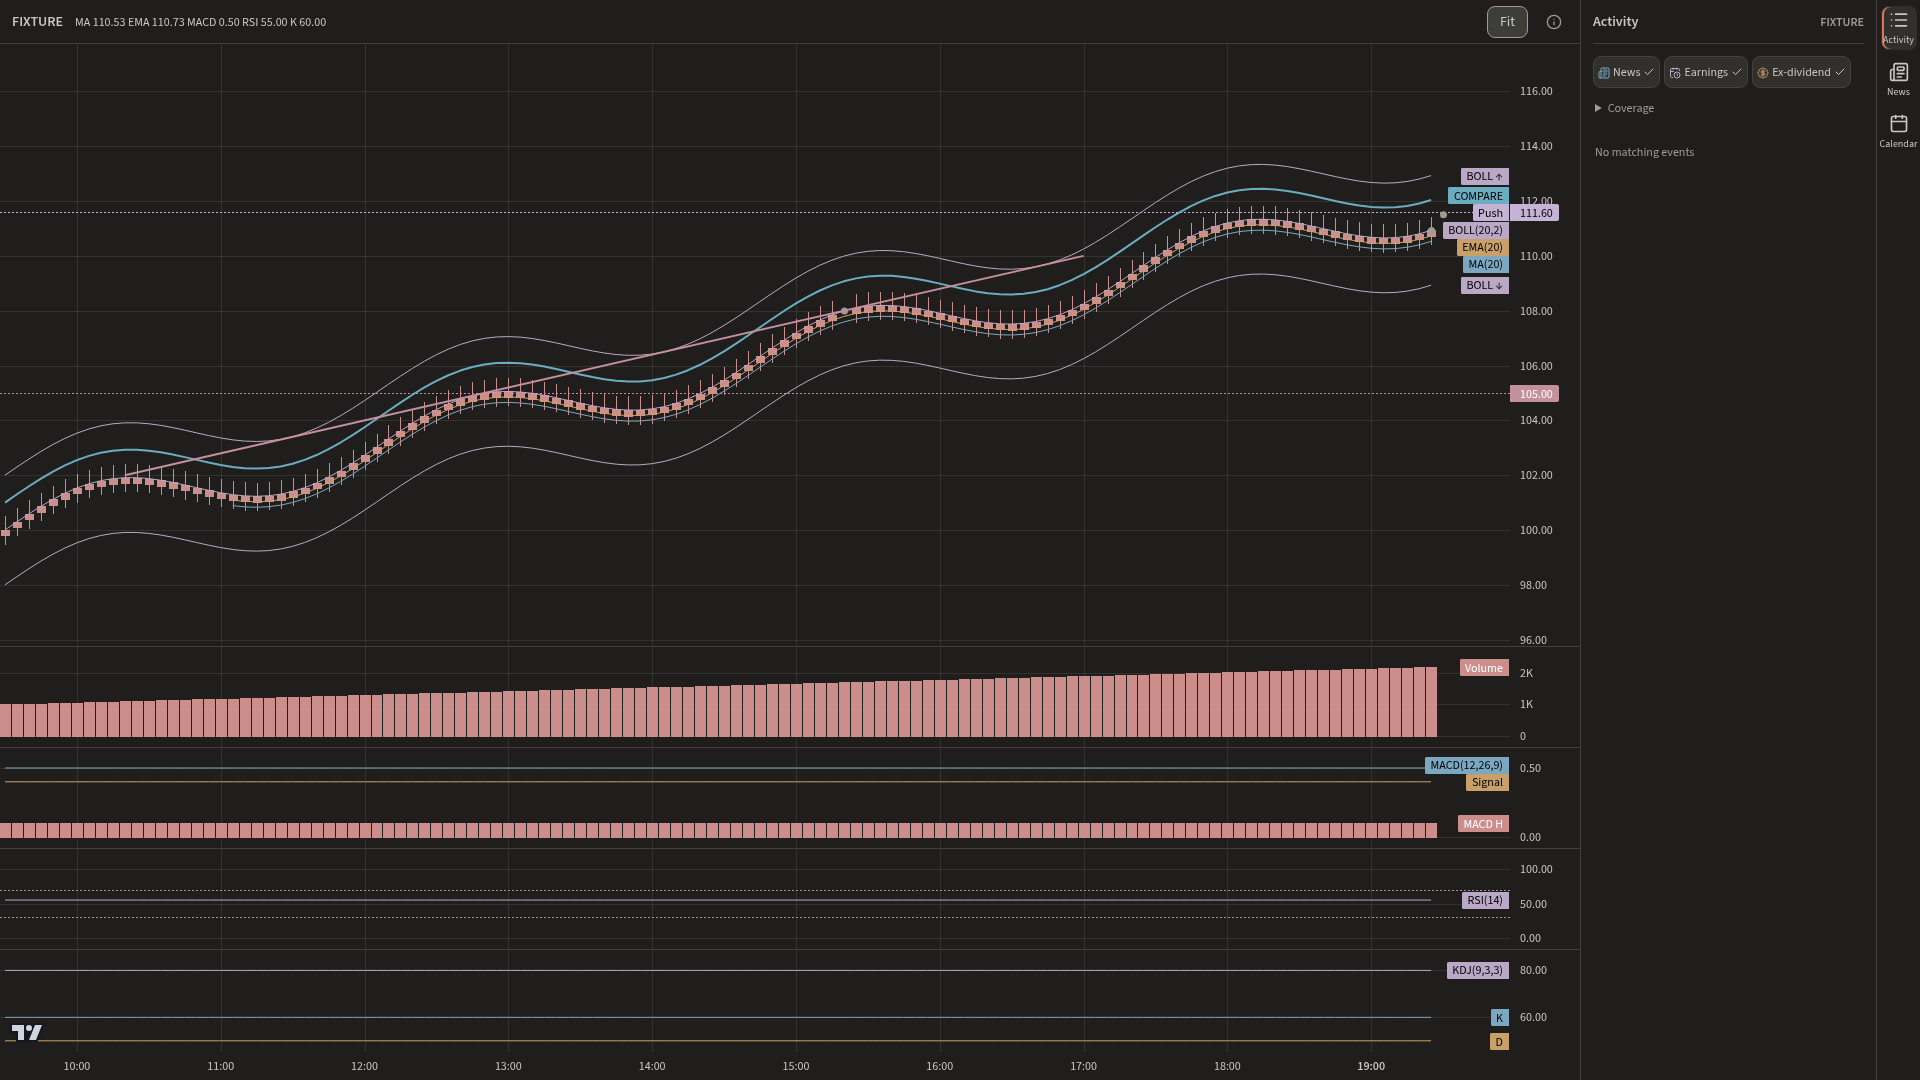 FIXTURE MA 110.53 EMA 110.73 MACD 0.50 RSI 55.00 K 60.00
Fit
116.00
114.00
BOLL ↑
COMPARE
112.00
Push 111.60
BOLL(20,2)
EMA(20)
110.00
MA(20)
BOLL ↓
108.00
106.00
105.00
104.00
102.00
100.00
98.00
96.00
Volume
2K
1K
0
MACD(12,26,9)
0.50
Signal
MACD H
0.00
100.00
RSI(14)
50.00
0.00
KDJ(9,3,3)
80.00
K
60.00
D
10:00 11:00 12:00 13:00 14:00 15:00 16:00 17:00 18:00 19:00
Activity FIXTURE
News Earnings Ex-dividend
Coverage
No matching events
Activity
News
Calendar